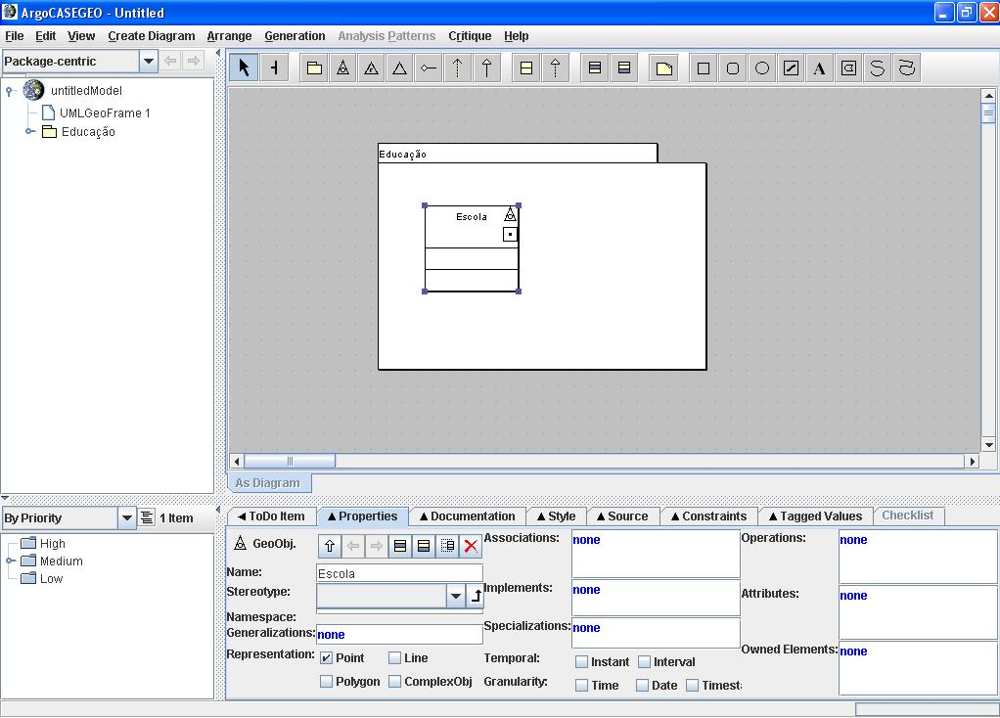 ArgoCASEGEO - Untitled
File Edit View Create Diagram Arrange Generation Analysis Patterns Critique Help
Package-centric
untitledModel
UMLGeoFrame 1
Educação
Educação
Escola
As Diagram
By Priority 1 Item
High
Medium
Low
ToDo Item Properties Documentation Style Source Constraints Tagged Values Checklist
GeoObj.
Name: Escola
Stereotype:
Namespace:
Generalizations: none
Representation: Point Line
Polygon ComplexObj
Associations: none
Implements: none
Specializations: none
Temporal: Instant Interval
Granularity: Time Date Timest
Operations: none
Attributes: none
Owned Elements: none